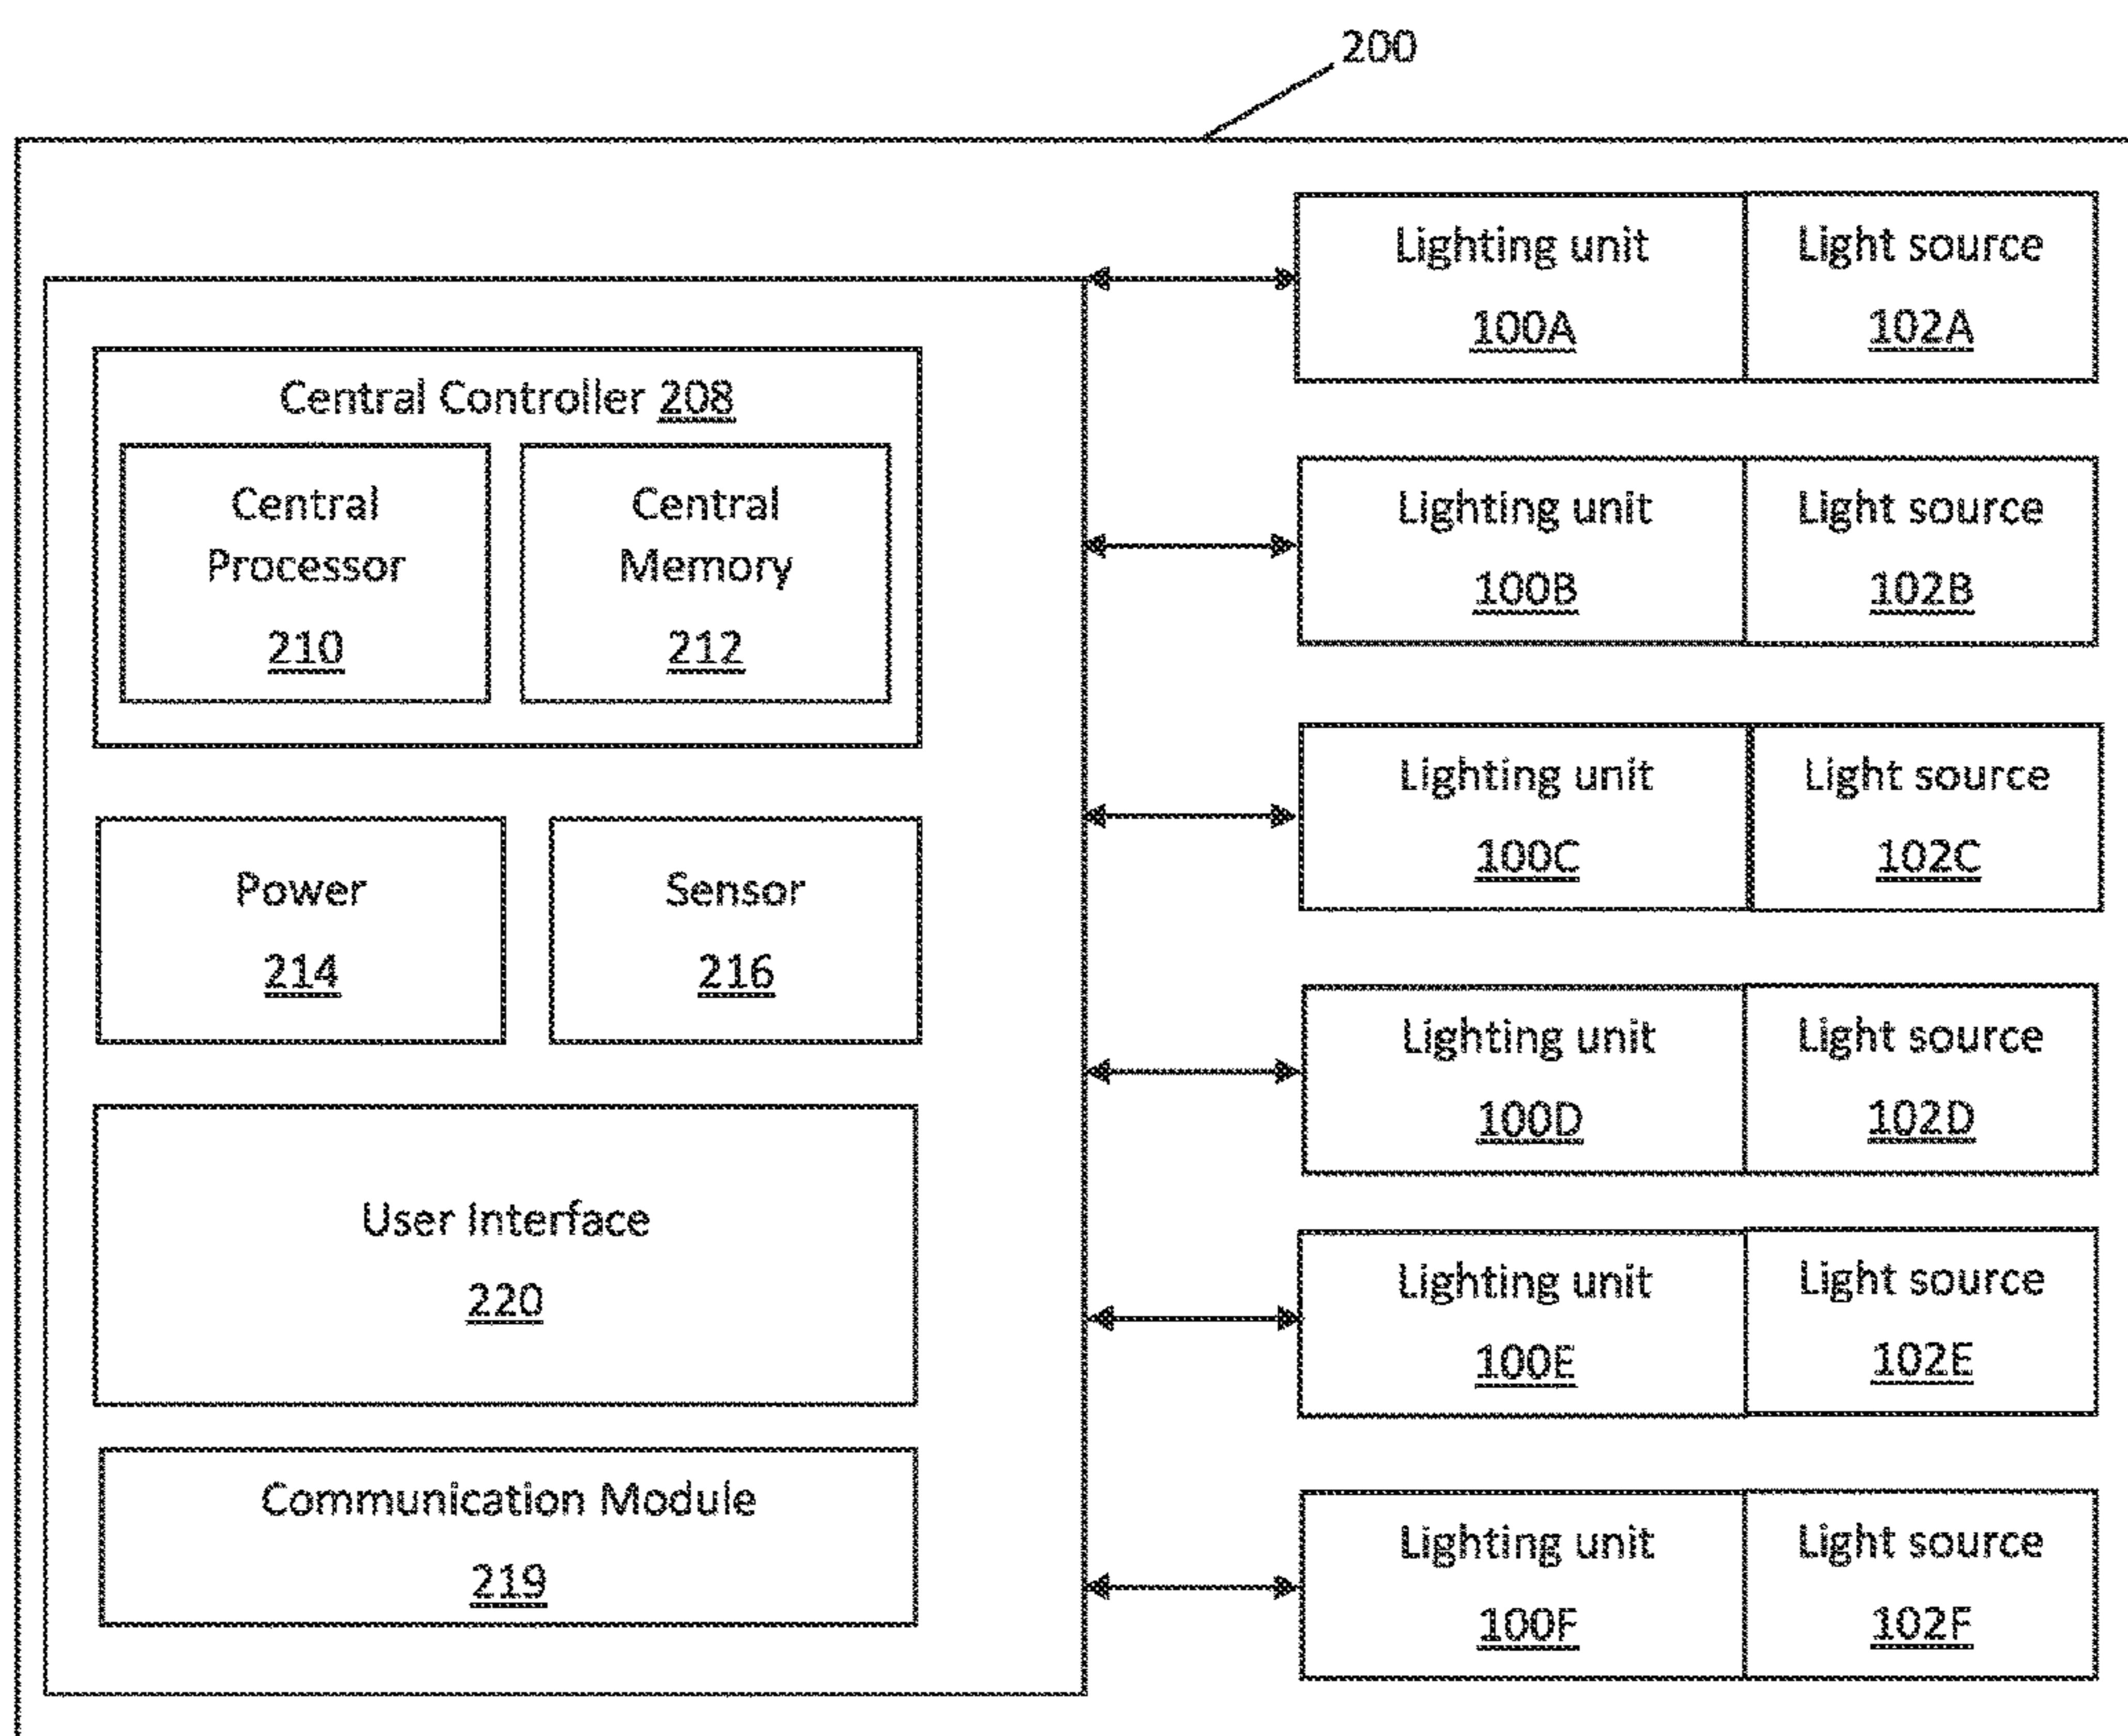 200
Central Controller 208
Central
Processor
210
Central
Memory
212
Power
214
Sensor
216
User Interface
220
Communication Module
219
Lighting unit
100A
Light source
102A
Lighting unit
100B
Light source
102B
Lighting unit
100C
Light source
102C
Lighting unit
100D
Light source
102D
Lighting unit
100E
Light source
102E
Lighting unit
100F
Light source
102F